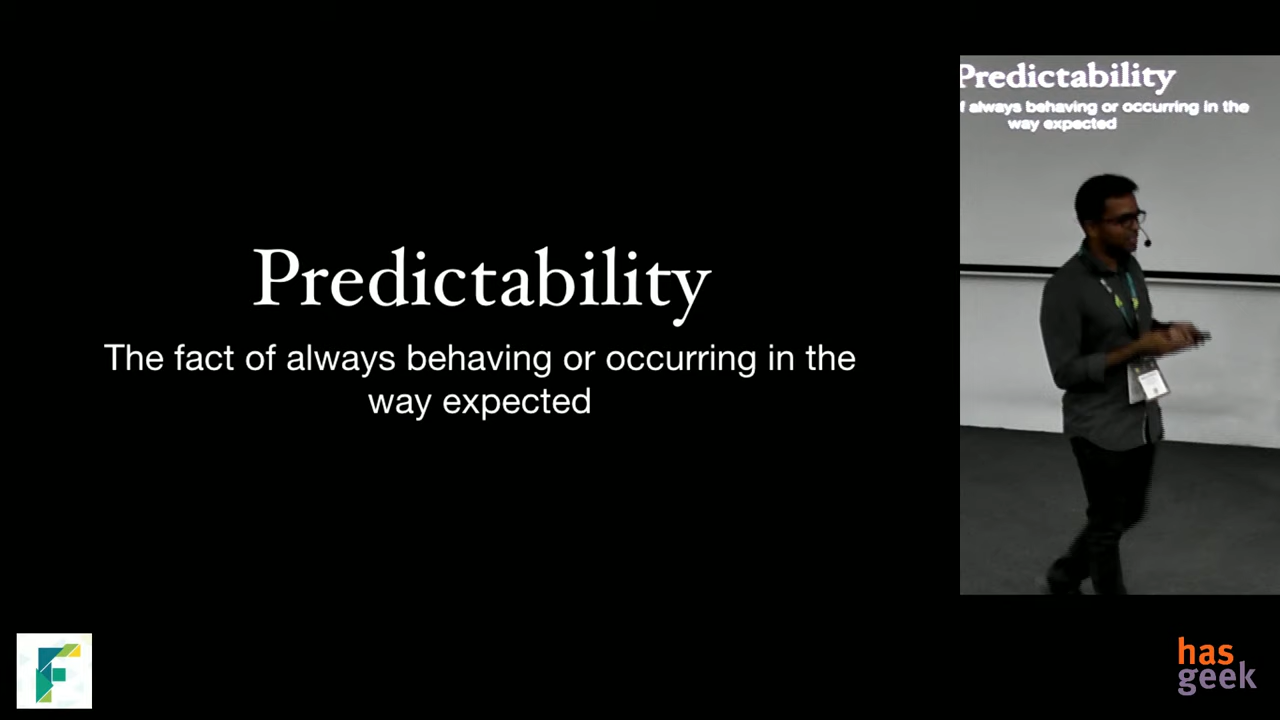 Predictability
The fact of always behaving or occurring in the
way expected
Predictability
f always behaving or occurring in the
way expected
F
has
geek